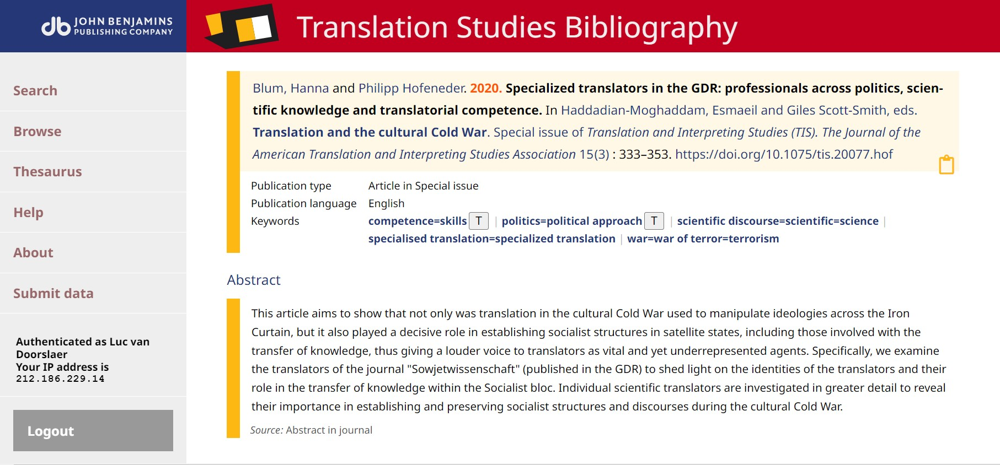 JOHN BENJAMINS
PUBLISHING COMPANY
Translation Studies Bibliography
Search
Browse
Thesaurus
Help
About
Submit data
Authenticated as Luc van
Doorslaer
Your IP address is
212.186.229.14
Logout
Blum, Hanna and Philipp Hofeneder. 2020. Specialized translators in the GDR: professionals across politics, scien-
tific knowledge and translatorial competence. In Haddadian-Moghaddam, Esmaeil and Giles Scott-Smith, eds.
Translation and the cultural Cold War. Special issue of Translation and Interpreting Studies (TIS). The Journal of the
American Translation and Interpreting Studies Association 15(3) : 333–353. https://doi.org/10.1075/tis.20077.hof
Publication type Article in Special issue
Publication language English
Keywords competence=skills T | politics=political approach T | scientific discourse=scientific=science |
specialised translation=specialized translation | war=war of terror=terrorism
Abstract
This article aims to show that not only was translation in the cultural Cold War used to manipulate ideologies across the Iron
Curtain, but it also played a decisive role in establishing socialist structures in satellite states, including those involved with the
transfer of knowledge, thus giving a louder voice to translators as vital and yet underrepresented agents. Specifically, we examine
the translators of the journal "Sowjetwissenschaft" (published in the GDR) to shed light on the identities of the translators and their
role in the transfer of knowledge within the Socialist bloc. Individual scientific translators are investigated in greater detail to reveal
their importance in establishing and preserving socialist structures and discourses during the cultural Cold War.
Source: Abstract in journal